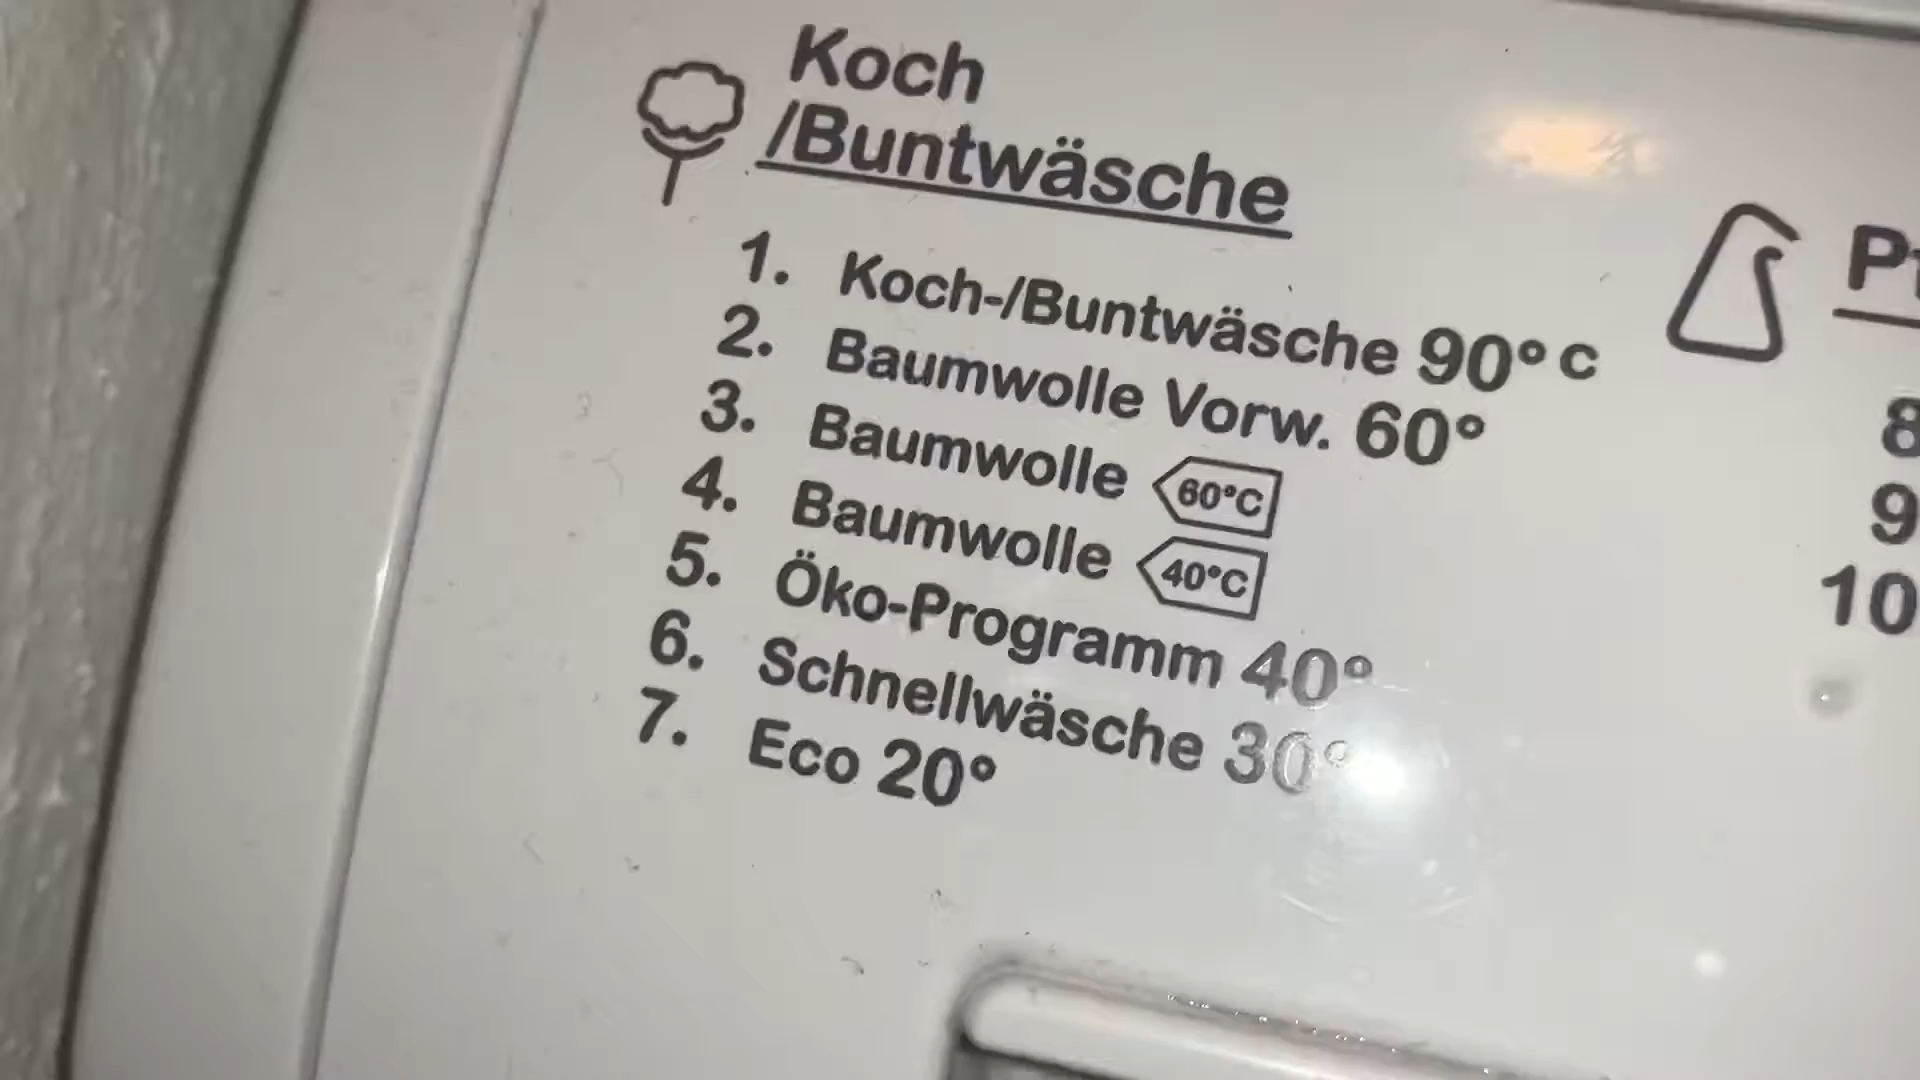 Koch
/Buntwäsche
1. Koch-/Buntwäsche 90° C
2. Baumwolle Vorw. 60°
3. Baumwolle 60°C
4. Baumwolle 40°C
5. Öko-Programm 40°
6. Schnellwäsche 30°
7. Eco 20°
8
9
10